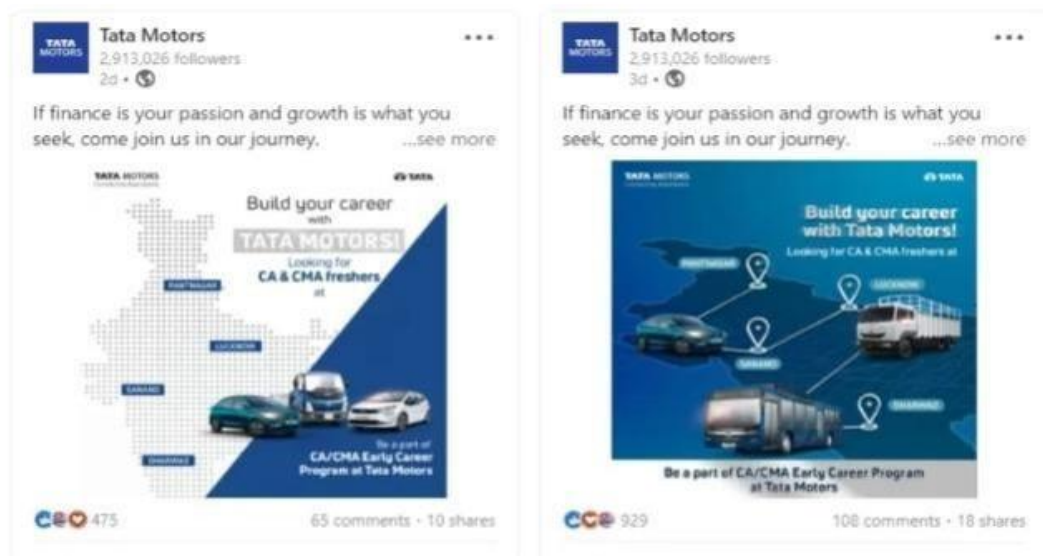 TATA
MOTORS
Tata Motors
2,913,026 followers
2d •
If finance is your passion and growth is what you
seek, come join us in our journey. ...see more
TATA MOTORS
TATA
Build your career
with
TATA MOTORS!
Looking for
CA & CMA freshers
at
PANTNAGAR
LUCKNOW
SANAND
DHARWAD
Be a part of
CA/CMA Early Career
Program at Tata Motors
475
65 comments • 10 shares
TATA
MOTORS
Tata Motors
2,913,026 followers
3d •
If finance is your passion and growth is what you
seek, come join us in our journey. ...see more
TATA MOTORS
TATA
Build your career
with Tata Motors!
Looking for CA & CMA freshers at
PANTNAGAR
LUCKNOW
SANAND
DHARWAD
Be a part of CA/CMA Early Career Program
at Tata Motors
929
108 comments • 18 shares